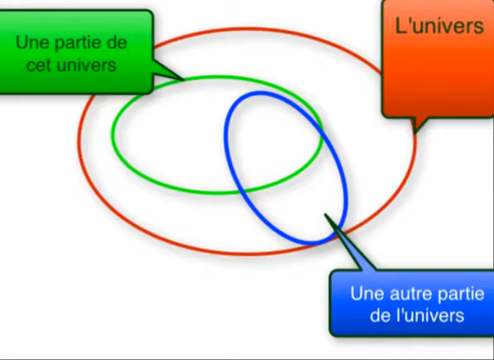 Une partie de
cet univers
L'univers
Une autre partie
de l'univers